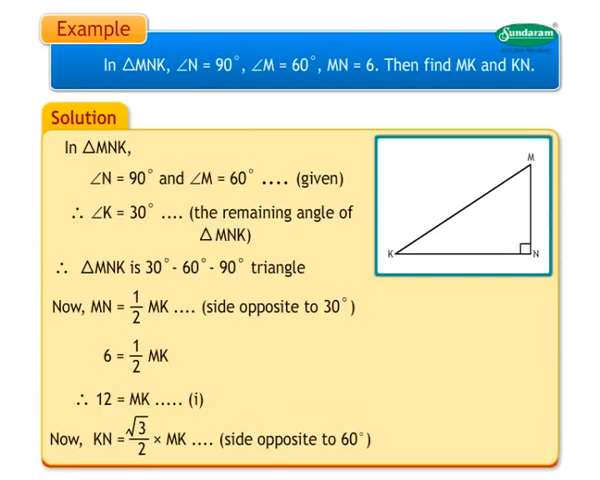 Example
Sundaram®
In △MNK, ∠N = 90°, ∠M = 60°, MN = 6. Then find MK and KN.
Solution
In △MNK,
∠N = 90° and ∠M = 60° .... (given)
∴ ∠K = 30° .... (the remaining angle of
△MNK)
∴ △MNK is 30°- 60°- 90° triangle
Now, MN = 1/2 MK .... (side opposite to 30°)
6 = 1/2 MK
∴ 12 = MK ..... (i)
Now, KN = √3/2 × MK .... (side opposite to 60°)
M
K
N